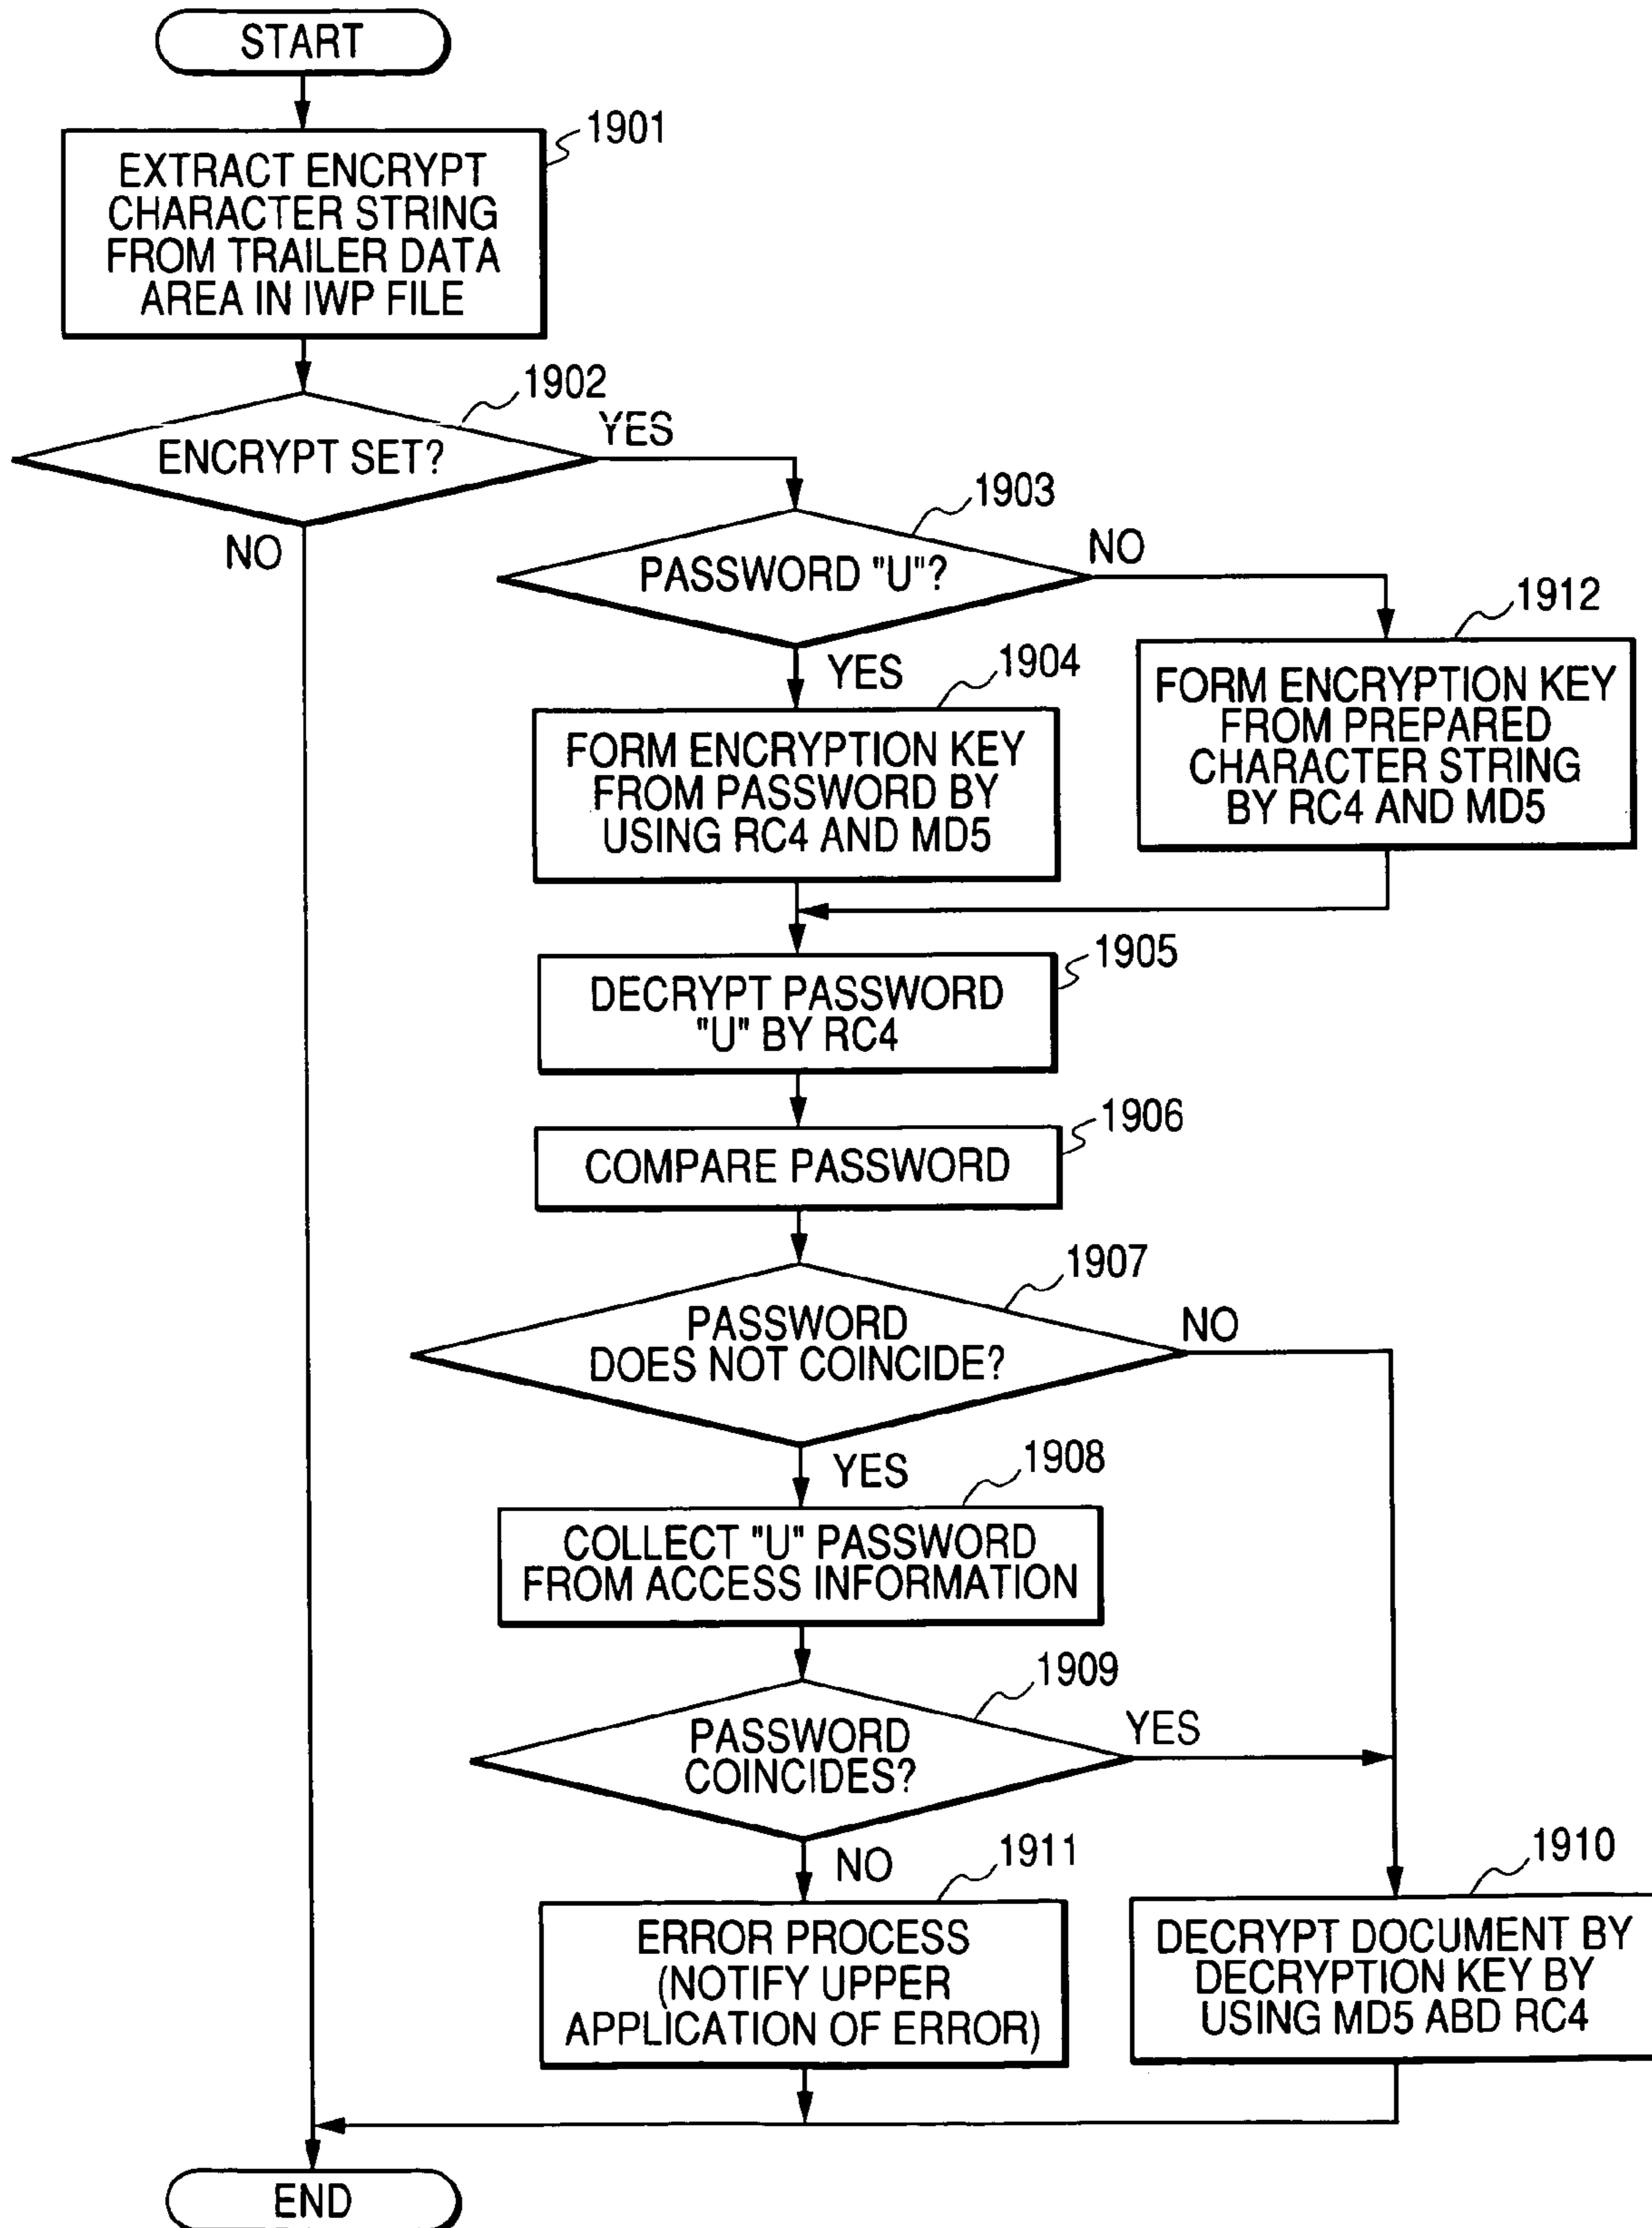 START
1901
EXTRACT ENCRYPT
CHARACTER STRING
FROM TRAILER DATA
AREA IN IWP FILE
1902
ENCRYPT SET?
YES
NO
1903
PASSWORD "U"?
NO
YES
1912
FORM ENCRYPTION KEY
FROM PREPARED
CHARACTER STRING
BY RC4 AND MD5
1904
FORM ENCRYPTION KEY
FROM PASSWORD BY
USING RC4 AND MD5
1905
DECRYPT PASSWORD
"U" BY RC4
1906
COMPARE PASSWORD
1907
PASSWORD
DOES NOT COINCIDE?
NO
YES
1908
COLLECT "U" PASSWORD
FROM ACCESS INFORMATION
1909
PASSWORD
COINCIDES?
YES
NO
1911
ERROR PROCESS
(NOTIFY UPPER
APPLICATION OF ERROR)
1910
DECRYPT DOCUMENT BY
DECRYPTION KEY BY
USING MD5 ABD RC4
END